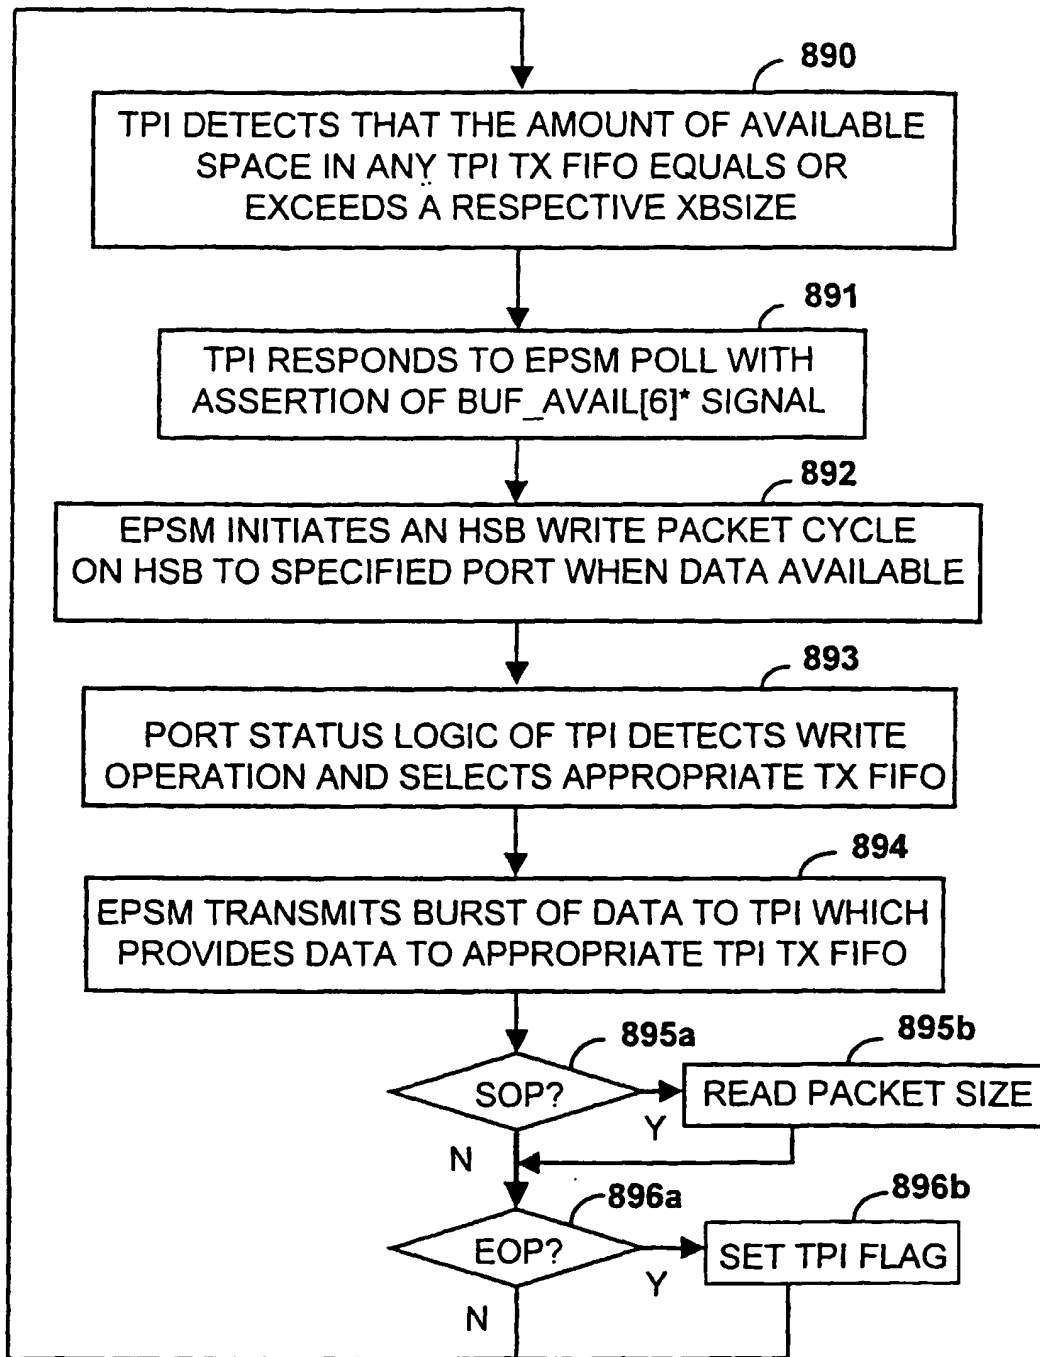 890
TPI DETECTS THAT THE AMOUNT OF AVAILABLE
SPACE IN ANY TPI TX FIFO EQUALS OR
EXCEEDS A RESPECTIVE XBSIZE
891
TPI RESPONDS TO EPSM POLL WITH
ASSERTION OF BUF_AVAIL[6]* SIGNAL
892
EPSM INITIATES AN HSB WRITE PACKET CYCLE
ON HSB TO SPECIFIED PORT WHEN DATA AVAILABLE
893
PORT STATUS LOGIC OF TPI DETECTS WRITE
OPERATION AND SELECTS APPROPRIATE TX FIFO
894
EPSM TRANSMITS BURST OF DATA TO TPI WHICH
PROVIDES DATA TO APPROPRIATE TPI TX FIFO
895a
895b
SOP?
READ PACKET SIZE
Y
N
896a
896b
EOP?
SET TPI FLAG
Y
N